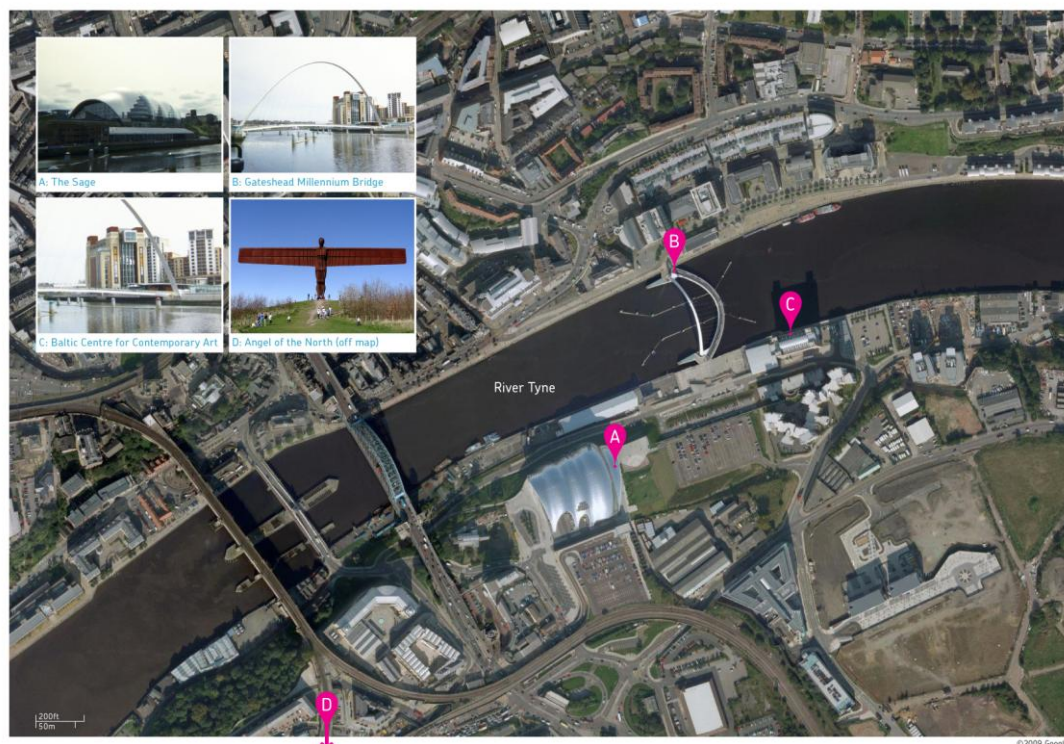 A: The Sage
B: Gateshead Millennium Bridge
C: Baltic Centre for Contemporary Art
D: Angel of the North (off map)
B
C
River Tyne
A
D
200ft
50m